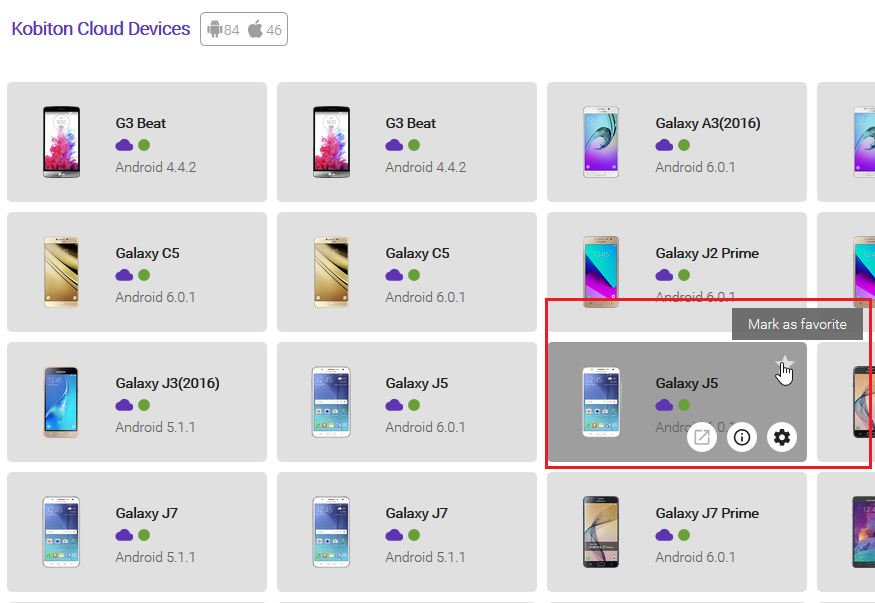 Kobiton Cloud Devices 84 46
G3 Beat
Android 4.4.2
G3 Beat
Android 4.4.2
Galaxy A3(2016)
Android 6.0.1
Galaxy C5
Android 6.0.1
Galaxy C5
Android 6.0.1
Galaxy J2 Prime
Android 6.0.1
Mark as favorite
Galaxy J3(2016)
Android 5.1.1
Galaxy J5
Android 6.0.1
Galaxy J5
Galaxy J7
Android 5.1.1
Galaxy J7
Android 5.1.1
Galaxy J7 Prime
Android 6.0.1